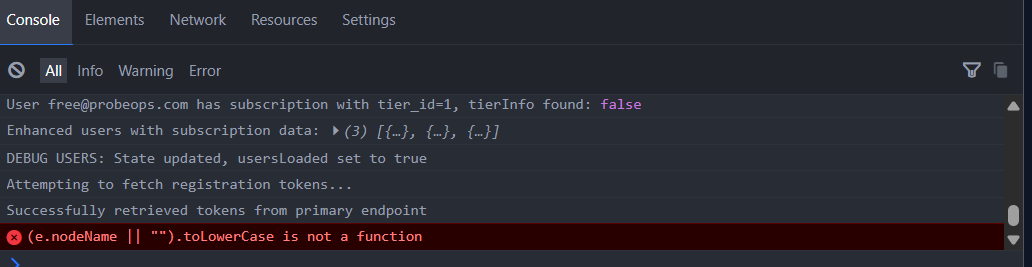 Console Elements Network Resources Settings
All Info Warning Error
User free@probeops.com has subscription with tier_id=1, tierInfo found: false
Enhanced users with subscription data: ▶ (3) [{…}, {…}, {…}]
DEBUG USERS: State updated, usersLoaded set to true
Attempting to fetch registration tokens...
Successfully retrieved tokens from primary endpoint
(e.nodeName || "").toLowerCase is not a function